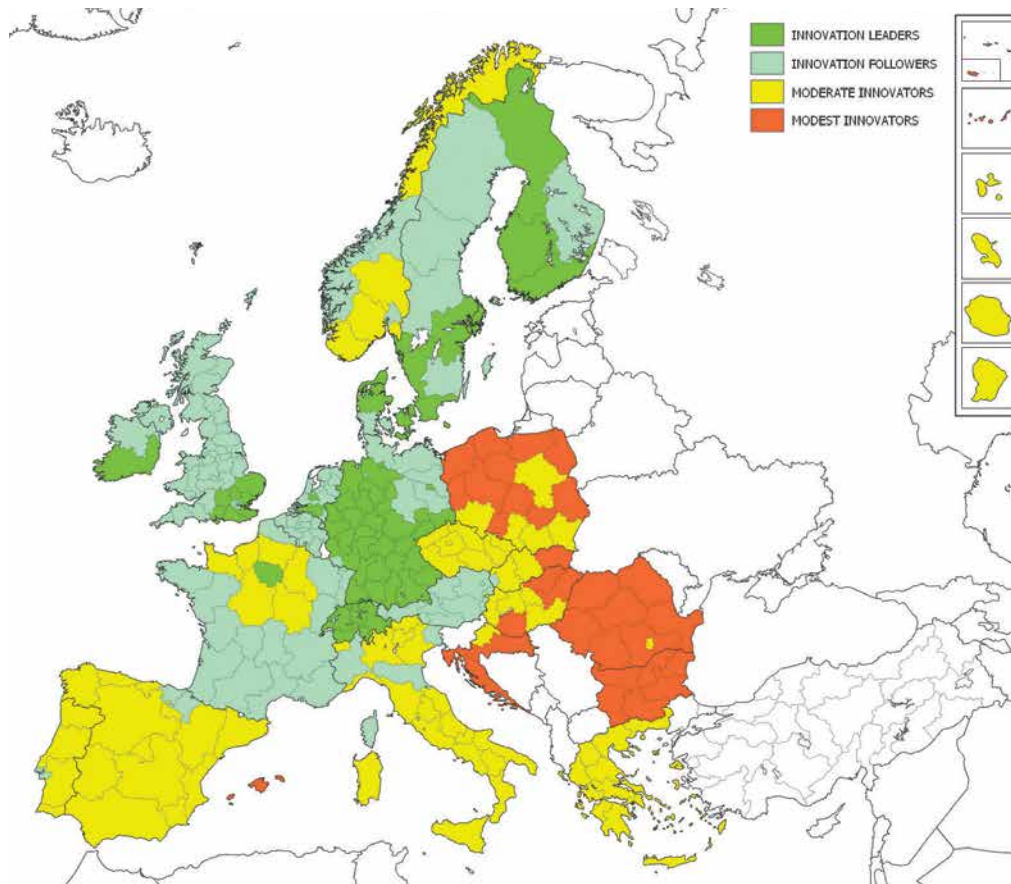 INNOVATION LEADERS
INNOVATION FOLLOWERS
MODERATE INNOVATORS
MODEST INNOVATORS